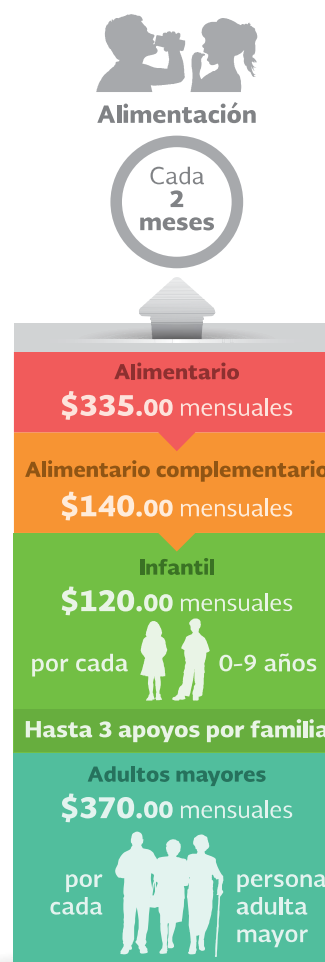 Alimentación
Cada
2
meses
Alimentario
$335.00 mensuales
Alimentario complementario
$140.00 mensuales
Infantil
$120.00 mensuales
por cada 0-9 años
Hasta 3 apoyos por familia
Adultos mayores
$370.00 mensuales
por cada
persona adulta mayor